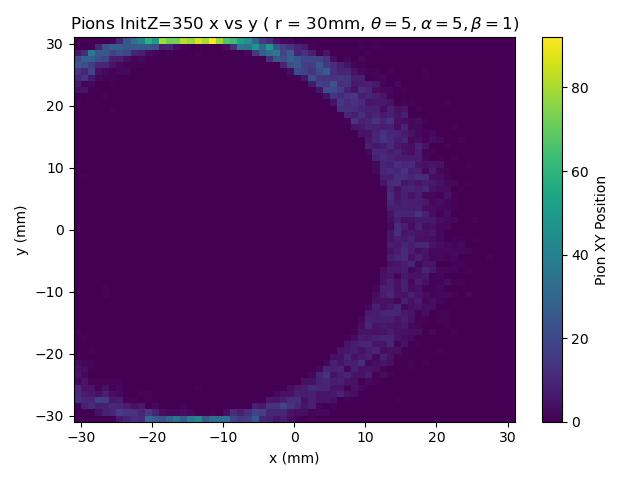 Pions InitZ=350 x vs y ( r = 30mm, θ = 5, α = 5, β = 1)
30
20
10
0
−10
−20
−30
y (mm)
−30 −20 −10 0 10 20 30
x (mm)
80
60
40
20
0
Pion XY Position